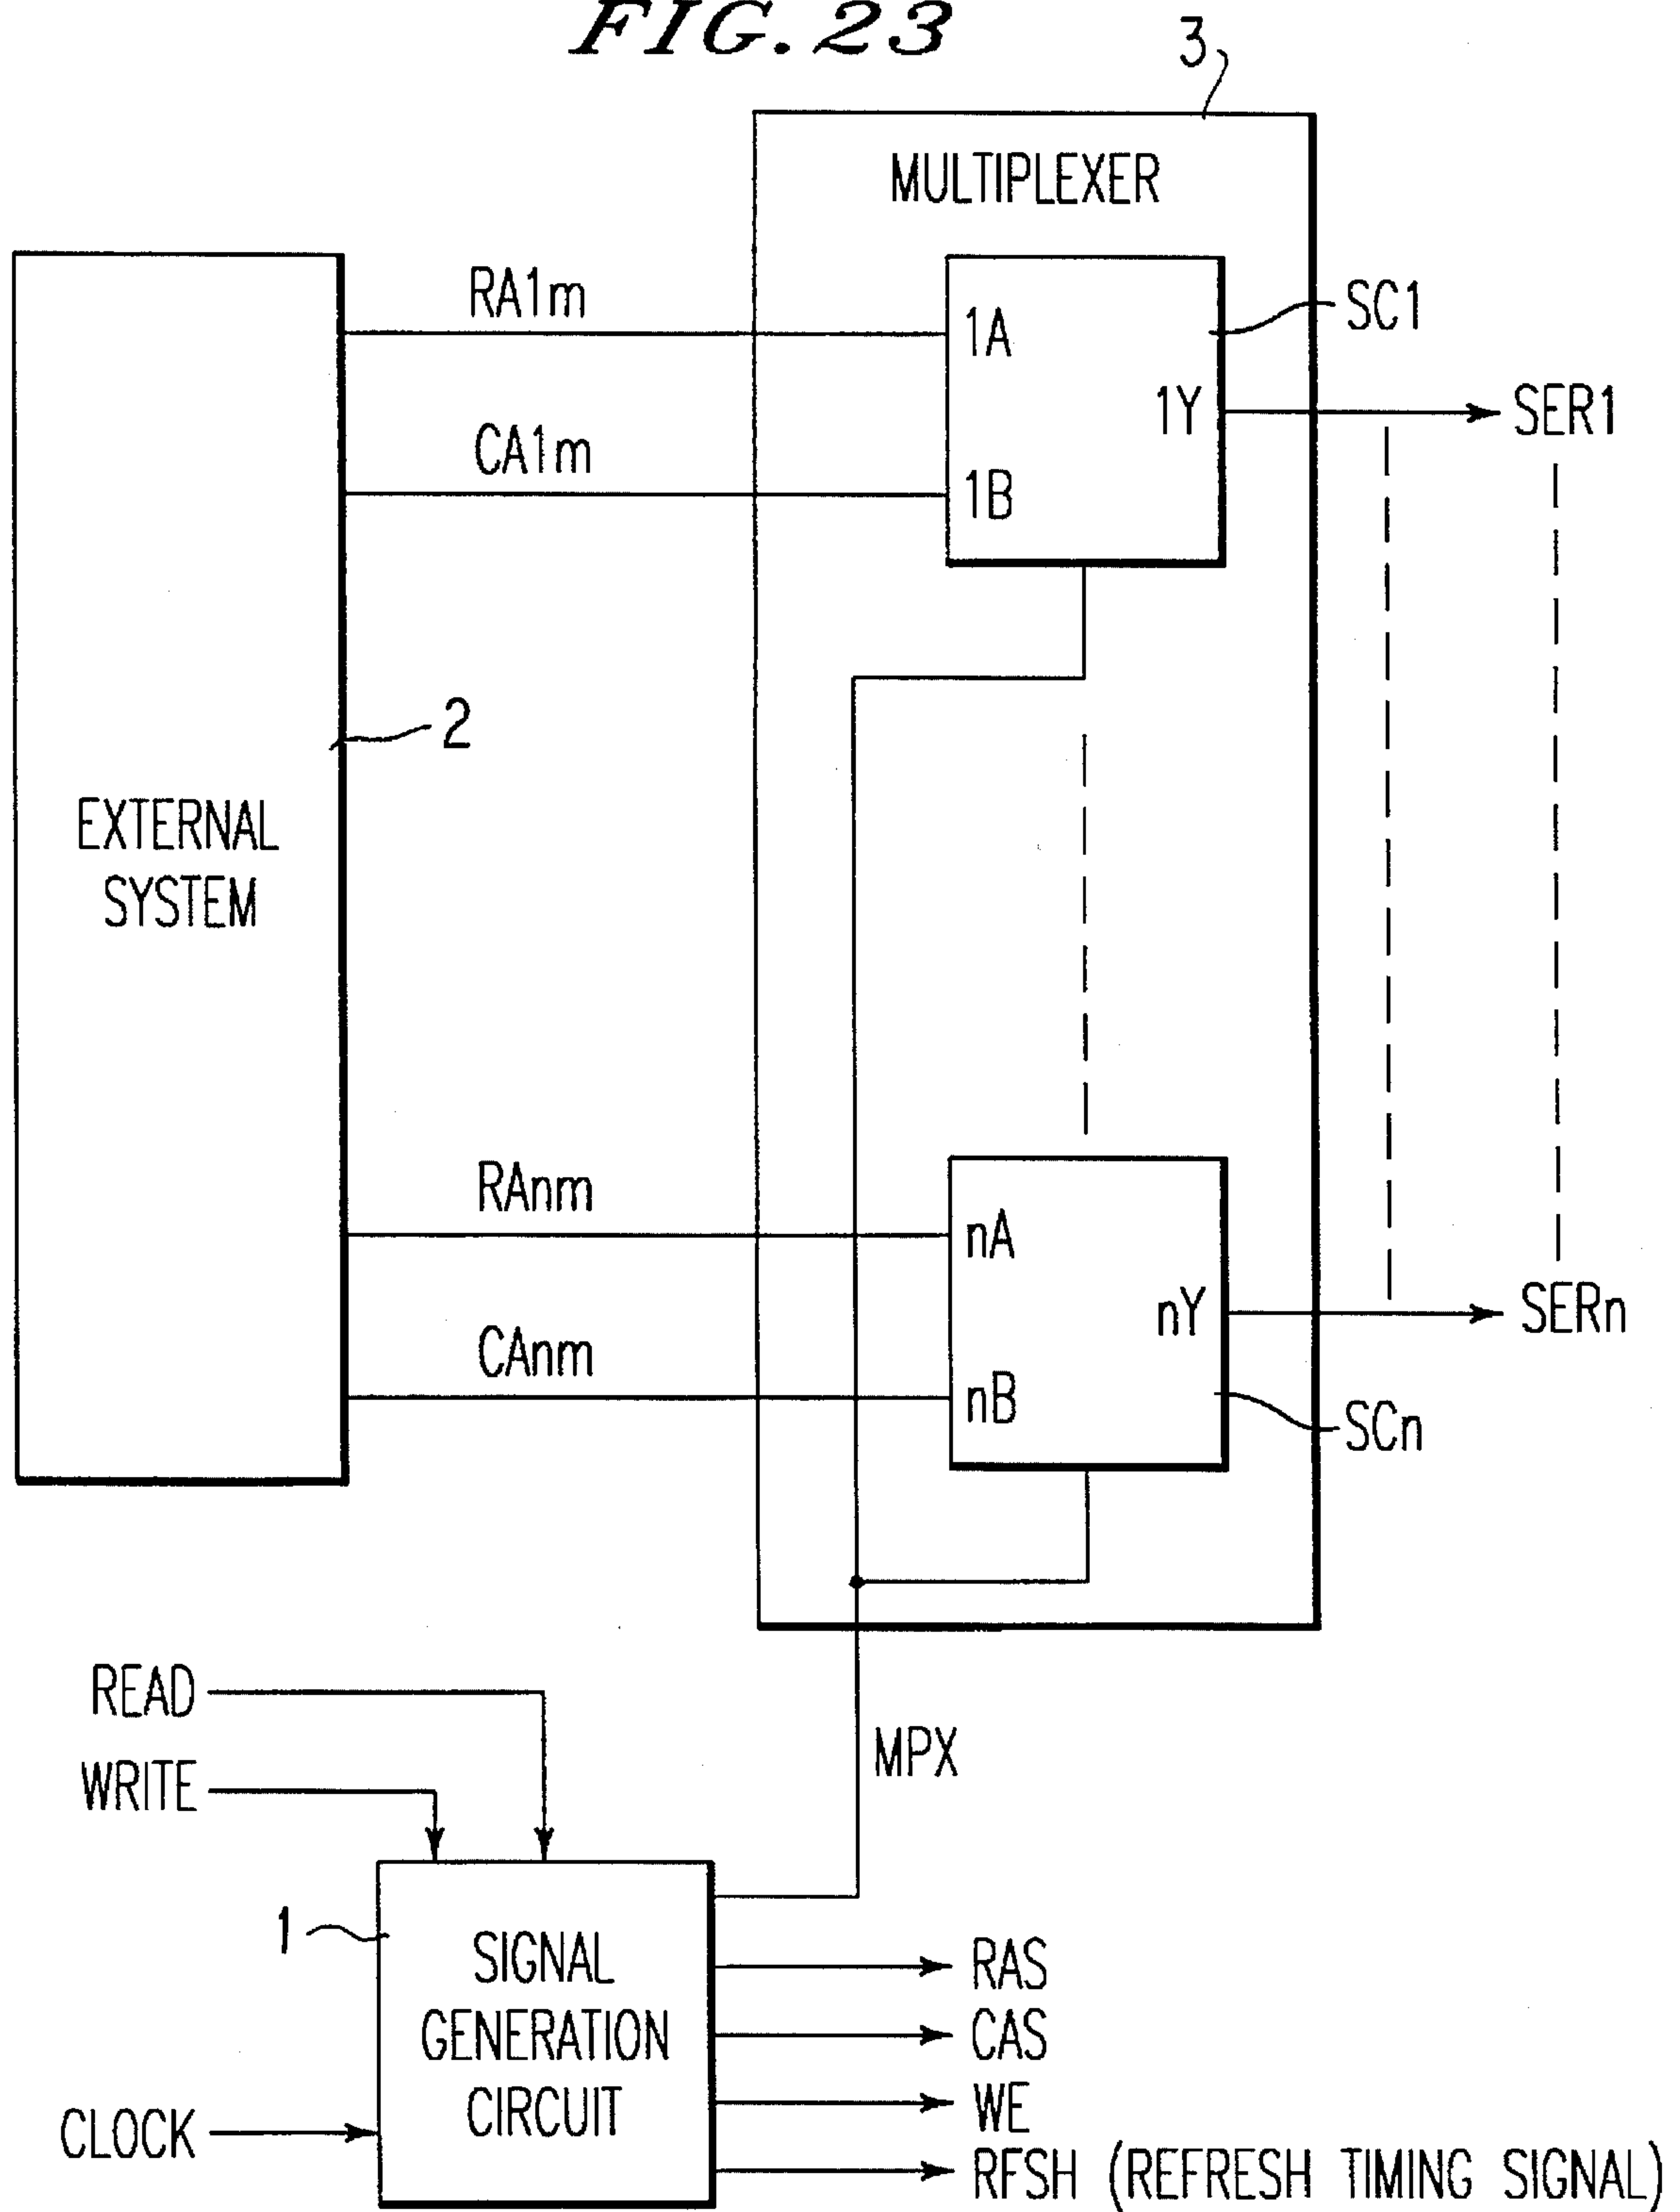 FIG. 23
3
MULTIPLEXER
RA1m
1A
SC1
1Y
SER1
CA1m
1B
2
EXTERNAL
SYSTEM
RAnm
nA
nY
SERn
CAnm
nB
SCn
READ
WRITE
MPX
1
SIGNAL
GENERATION
CIRCUIT
RAS
CAS
WE
CLOCK
RFSH (REFRESH TIMING SIGNAL)